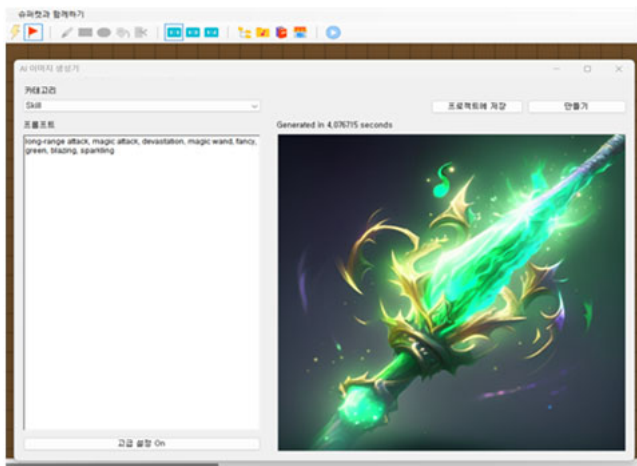 슈퍼캣과 함께하기
AI 이미지 생성기
카테고리
Skill
프로젝트에 저장
만들기
프롬프트
Generated in 4,076715 seconds
long-range attack, magic attack, devastation, magic wand, fancy,
green, blazing, sparkling
고급 설정 On